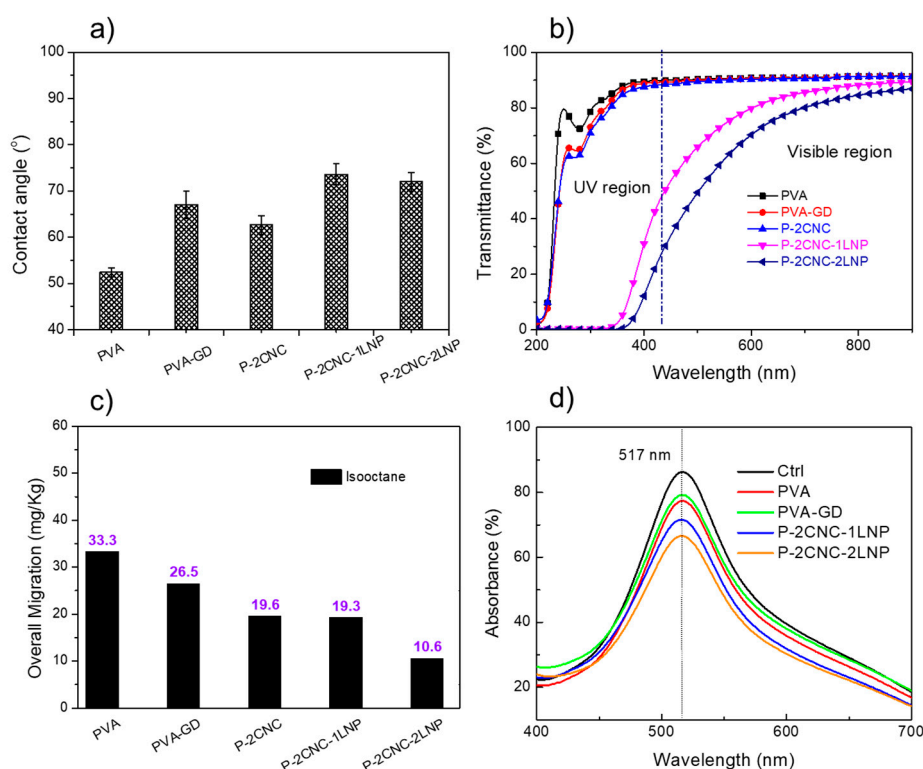 a)
100
90
80
70
60
50
40
Contact angle (°)
PVA
PVA-GD
P-2CNC
P-2CNC-1LNP
P-2CNC-2LNP
b)
100
80
60
40
20
0
Transmittance (%)
UV region
Visible region
PVA
PVA-GD
P-2CNC
P-2CNC-1LNP
P-2CNC-2LNP
200
400
600
800
Wavelength (nm)
c)
60
50
40
30
20
10
0
Overall Migration (mg/Kg)
Isooctane
33.3
26.5
19.6
19.3
10.6
PVA
PVA-GD
P-2CNC
P-2CNC-1LNP
P-2CNC-2LNP
d)
100
80
60
40
20
Absorbance (%)
517 nm
Ctrl
PVA
PVA-GD
P-2CNC-1LNP
P-2CNC-2LNP
400
500
600
700
Wavelength (nm)